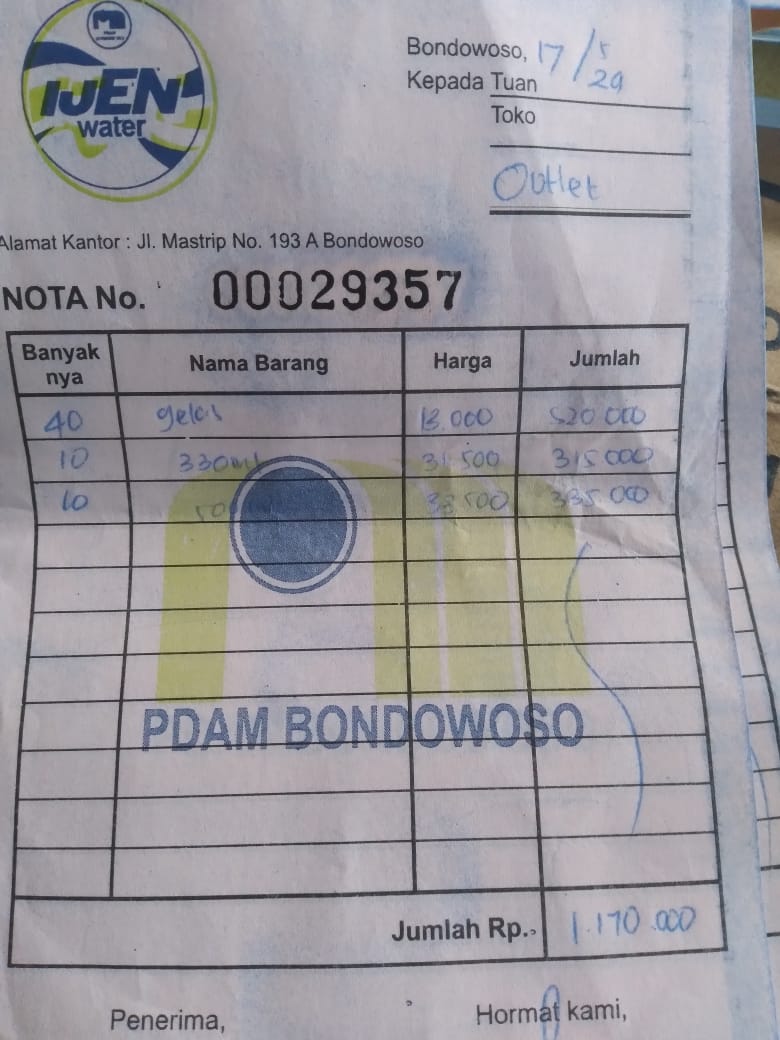 IJEN
water
Bondowoso, 17/5/29
Kepada Tuan
Toko
Outlet
Alamat Kantor : Jl. Mastrip No. 193 A Bondowoso
NOTA No. 00029357
Banyak nya Nama Barang Harga Jumlah
40 gelas 13.000 520 000
10 330ml 31.500 315 000
10 33 500 335 000
PDAM BONDOWOSO
Jumlah Rp. 1.170.000
Penerima, Hormat kami,